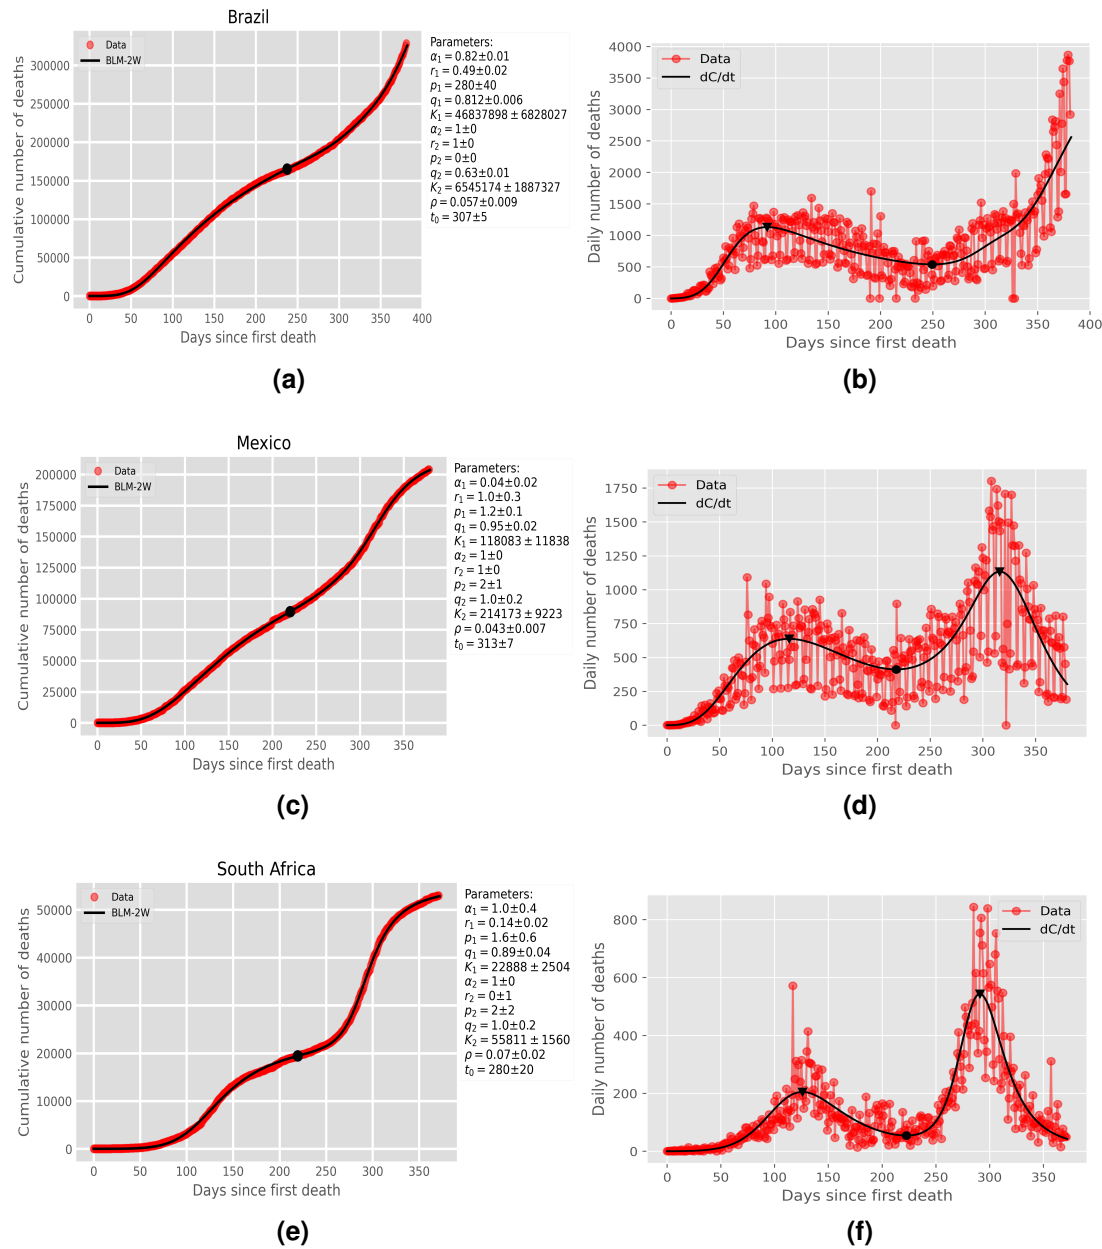 Brazil
Data
BLM-2W
Cumulative number of deaths
300000
250000
200000
150000
100000
50000
0
0 50 100 150 200 250 300 350 400
Days since first death
Parameters:
α1 = 0.82±0.01
r1 = 0.49±0.02
p1 = 280±40
q1 = 0.812±0.006
K1 = 46837898 ± 6828027
α2 = 1±0
r2 = 1±0
p2 = 0±0
q2 = 0.63±0.01
K2 = 6545174 ± 1887327
ρ = 0.057±0.009
t0 = 307±5
(a)
Data
dC/dt
Daily number of deaths
4000
3500
3000
2500
2000
1500
1000
500
0
0 50 100 150 200 250 300 350 400
Days since first death
(b)
Mexico
Data
BLM-2W
Cumulative number of deaths
200000
175000
150000
125000
100000
75000
50000
25000
0
0 50 100 150 200 250 300 350
Days since first death
Parameters:
α1 = 0.04±0.02
r1 = 1.0±0.3
p1 = 1.2±0.1
q1 = 0.95±0.02
K1 = 118083 ± 11838
α2 = 1±0
r2 = 1±0
p2 = 2±1
q2 = 1.0±0.2
K2 = 214173 ± 9223
ρ = 0.043±0.007
t0 = 313±7
(c)
Data
dC/dt
Daily number of deaths
1750
1500
1250
1000
750
500
250
0
0 50 100 150 200 250 300 350
Days since first death
(d)
South Africa
Data
BLM-2W
Cumulative number of deaths
50000
40000
30000
20000
10000
0
0 50 100 150 200 250 300 350
Days since first death
Parameters:
α1 = 1.0±0.4
r1 = 0.14±0.02
p1 = 1.6±0.6
q1 = 0.89±0.04
K1 = 22888 ± 2504
α2 = 1±0
r2 = 0±1
p2 = 2±2
q2 = 1.0±0.2
K2 = 55811 ± 1560
ρ = 0.07±0.02
t0 = 280±20
(e)
Data
dC/dt
Daily number of deaths
800
600
400
200
0
0 50 100 150 200 250 300 350
Days since first death
(f)